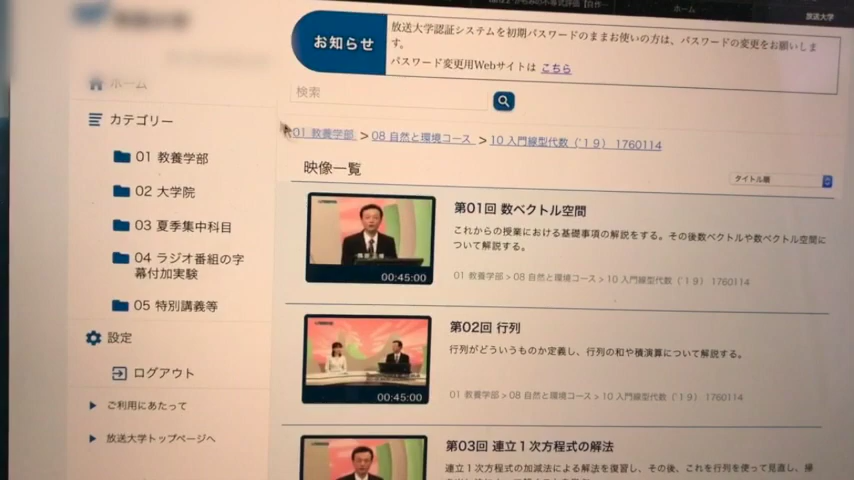 ホーム
放送大学
お知らせ
放送大学認証システムを初期パスワードのままお使いの方は、パスワードの変更をお願いします。
パスワード変更用Webサイトは こちら
ホーム
検索
カテゴリー
01 教養学部
02 大学院
03 夏季集中科目
04 ラジオ番組の字
幕付加実験
05 特別講義等
設定
ログアウト
ご利用にあたって
放送大学トップページへ
01 教養学部 > 08 自然と環境コース > 10 入門線型代数（'１９） 1760114
映像一覧
タイトル順
第01回 数ベクトル空間
これからの授業における基礎事項の解説をする。その後数ベクトルや数ベクトル空間に
ついて解説する。
00:45:00
01 教養学部 > 08 自然と環境コース > 10 入門線型代数（'１９） 1760114
第02回 行列
行列がどういうものか定義し、行列の和や積演算について解説する。
00:45:00
01 教養学部 > 08 自然と環境コース > 10 入門線型代数（'１９） 1760114
第03回 連立１次方程式の解法
連立１次方程式の加減法による解法を復習し、その後、これを行列を使って見直し、掃